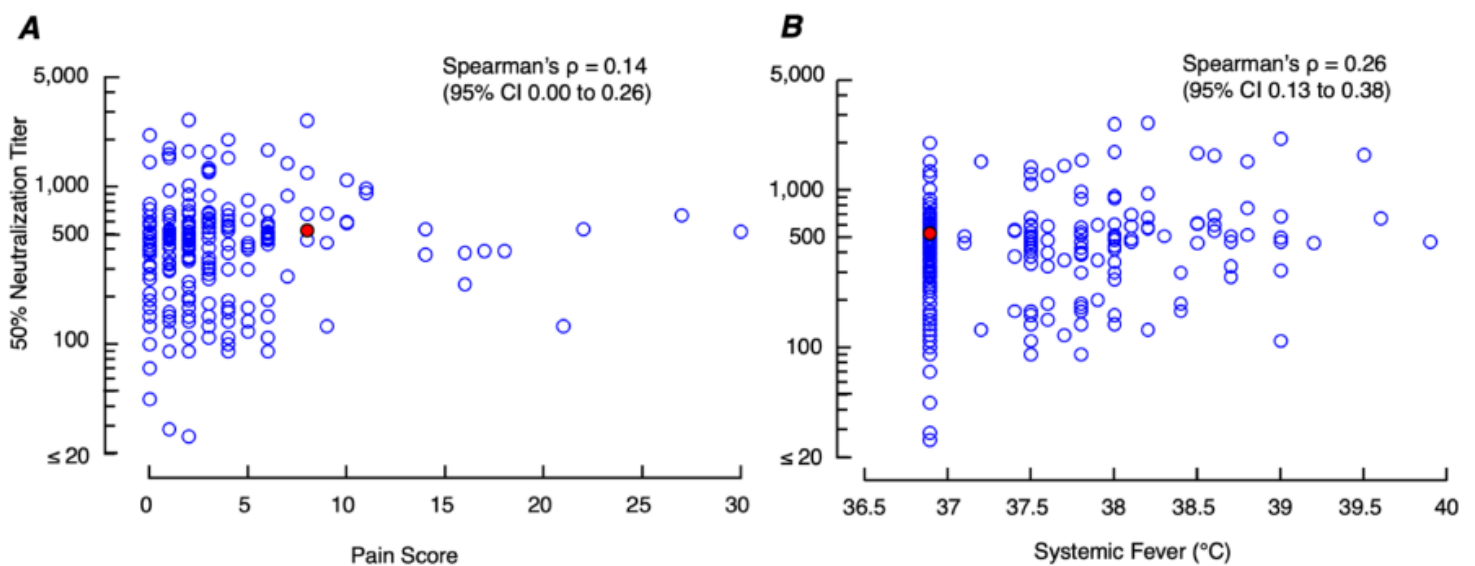 A
Spearman's ρ = 0.14
(95% CI 0.00 to 0.26)
50% Neutralization Titer
5,000
1,000
500
100
≤ 20
0 5 10 15 20 25 30
Pain Score
B
Spearman's ρ = 0.26
(95% CI 0.13 to 0.38)
5,000
1,000
500
100
≤ 20
36.5 37 37.5 38 38.5 39 39.5 40
Systemic Fever (°C)